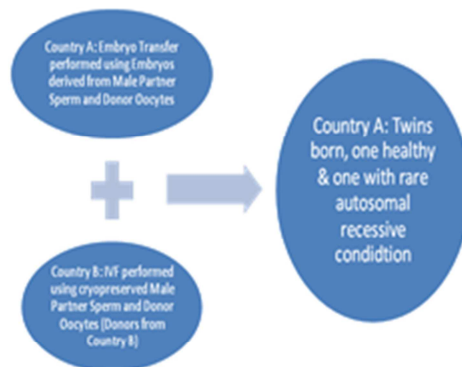 Country A: Embryo Transfer
performed using Embryos
derived from Male Partner
Sperm and Donor Oocytes
Country B: IVF performed
using cryopreserved Male
Partner Sperm and Donor
Oocytes (Donors from
Country B)
Country A: Twins
born, one healthy
& one with rare
autosomal
recessive
condidtion